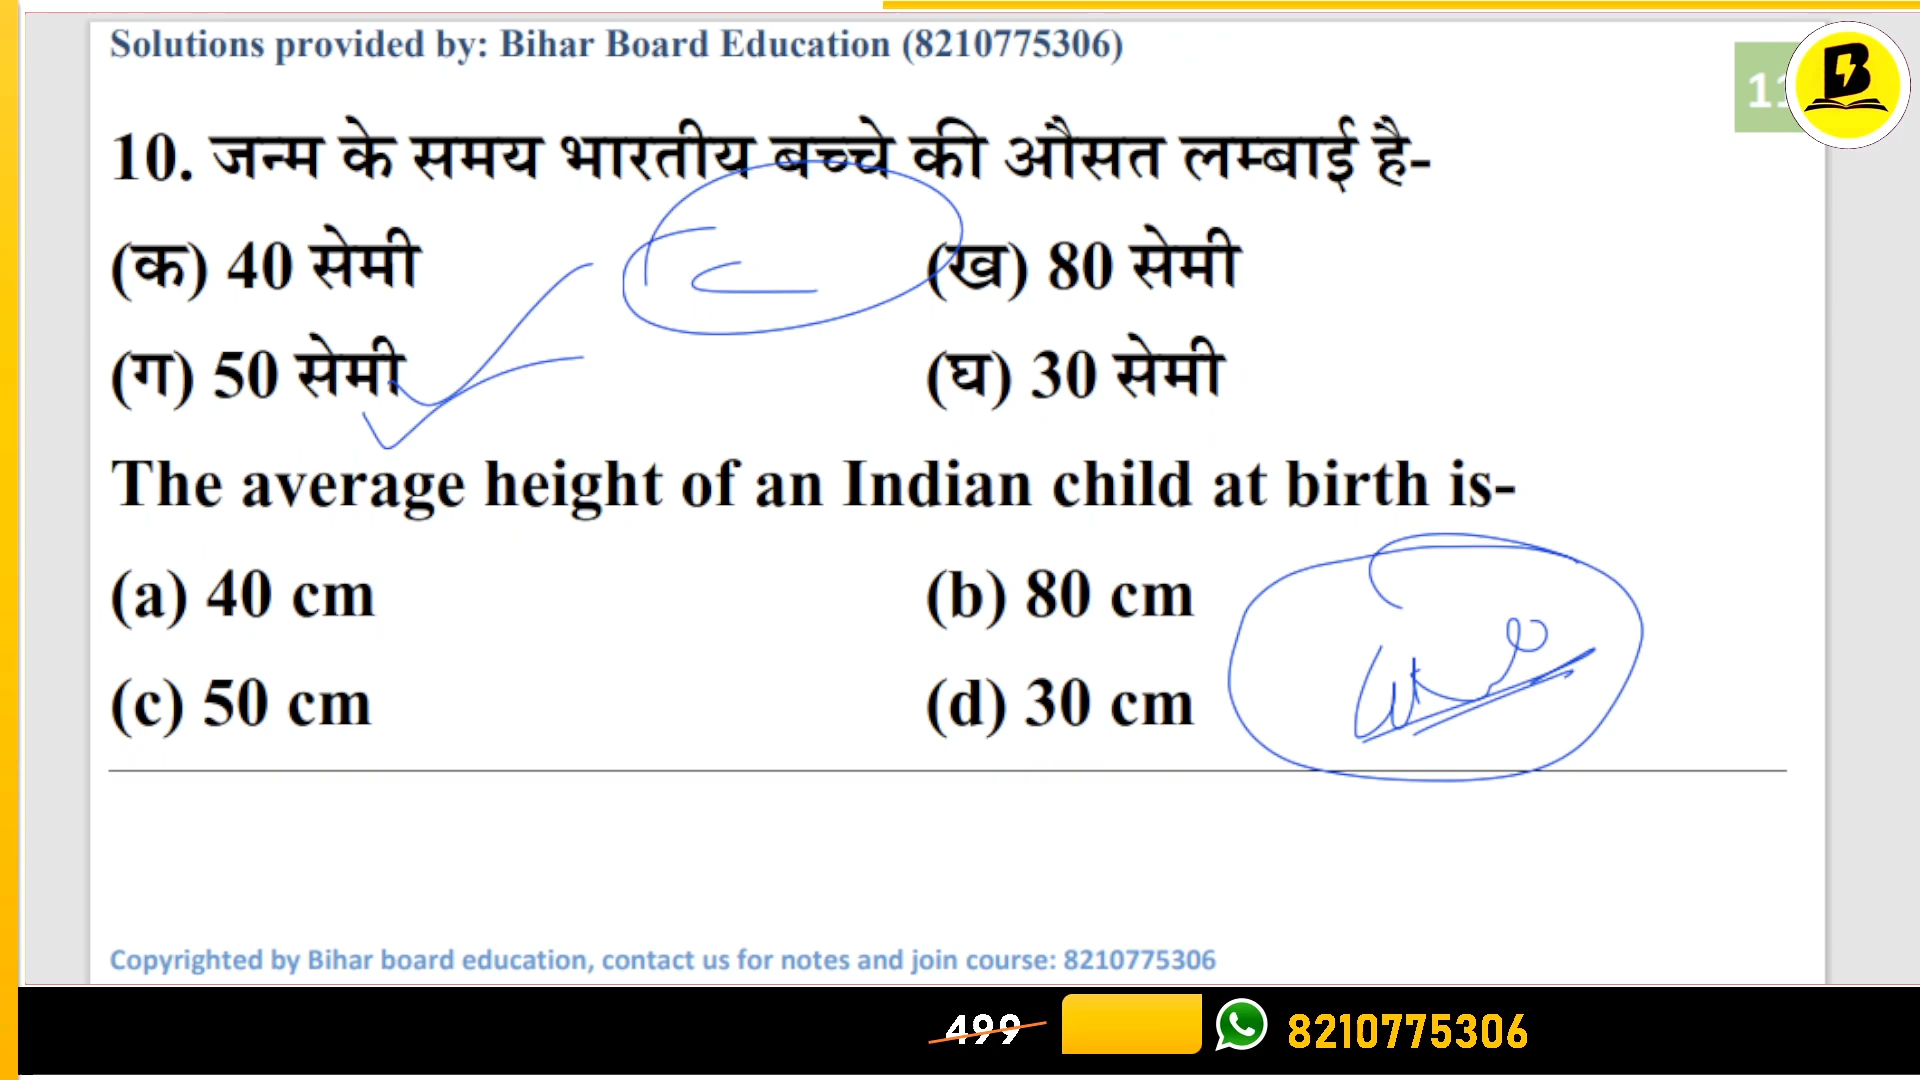 Solutions provided by: Bihar Board Education (8210775306)
10. जन्म के समय भारतीय बच्चे की औसत लम्बाई है-
(क) 40 सेमी (ख) 80 सेमी
(ग) 50 सेमी (घ) 30 सेमी
The average height of an Indian child at birth is-
(a) 40 cm (b) 80 cm
(c) 50 cm (d) 30 cm
Copyrighted by Bihar board education, contact us for notes and join course: 8210775306
499 8210775306